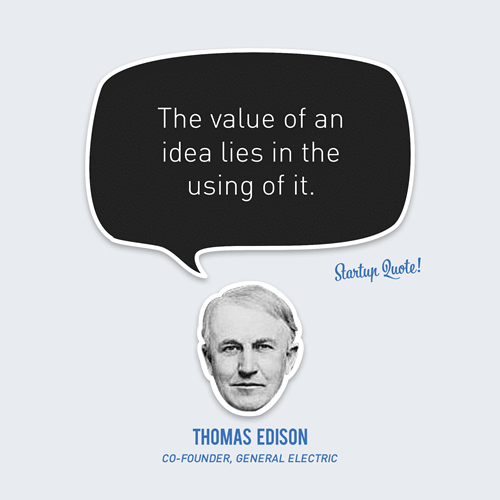 The value of an
idea lies in the
using of it.
Startup Quote!
THOMAS EDISON
CO-FOUNDER, GENERAL ELECTRIC